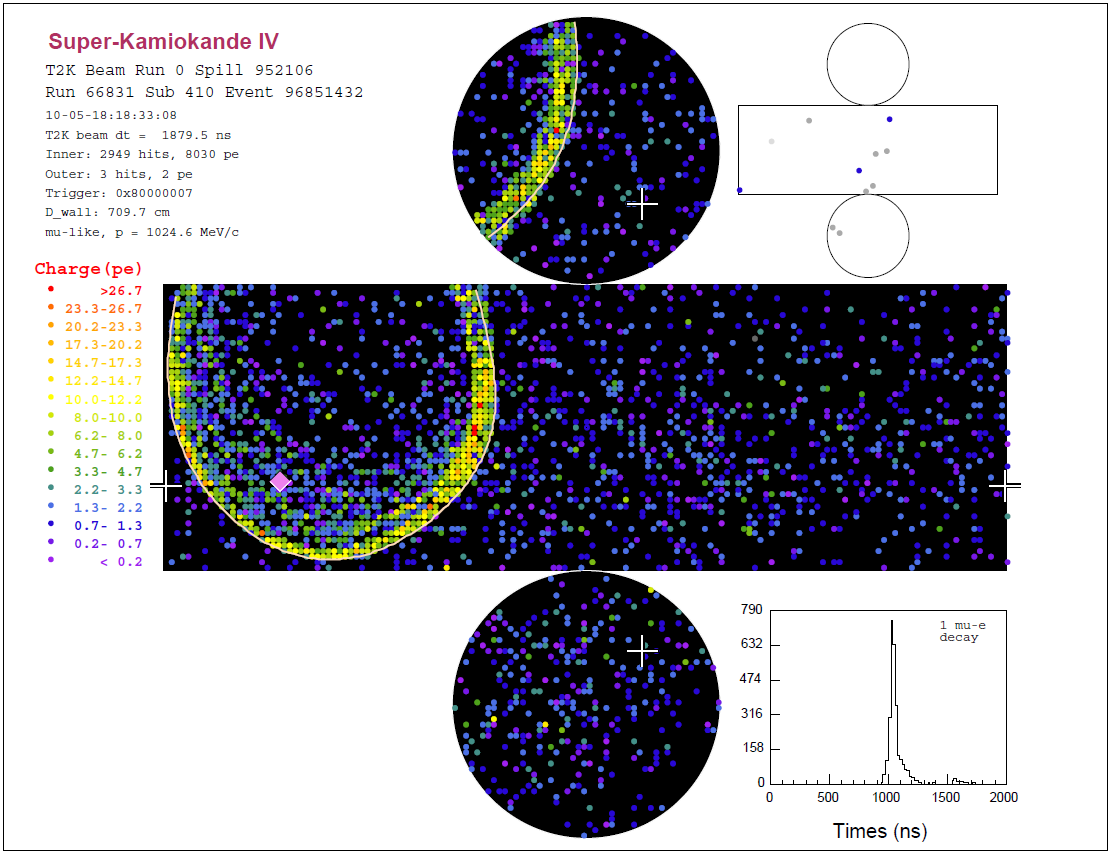 Super-Kamiokande IV
T2K Beam Run 0 Spill 952106
Run 66831 Sub 410 Event 96851432
10-05-18:18:33:08
T2K beam dt =  1879.5 ns
Inner: 2949 hits, 8030 pe
Outer: 3 hits, 2 pe
Trigger: 0x80000007
D_wall: 709.7 cm
mu-like, p = 1024.6 MeV/c
Charge(pe)
>26.7
23.3-26.7
20.2-23.3
17.3-20.2
14.7-17.3
12.2-14.7
10.0-12.2
8.0-10.0
6.2- 8.0
4.7- 6.2
3.3- 4.7
2.2- 3.3
1.3- 2.2
0.7- 1.3
0.2- 0.7
< 0.2
790
632
474
316
158
0
1 mu-e
decay
0 500 1000 1500 2000
Times (ns)